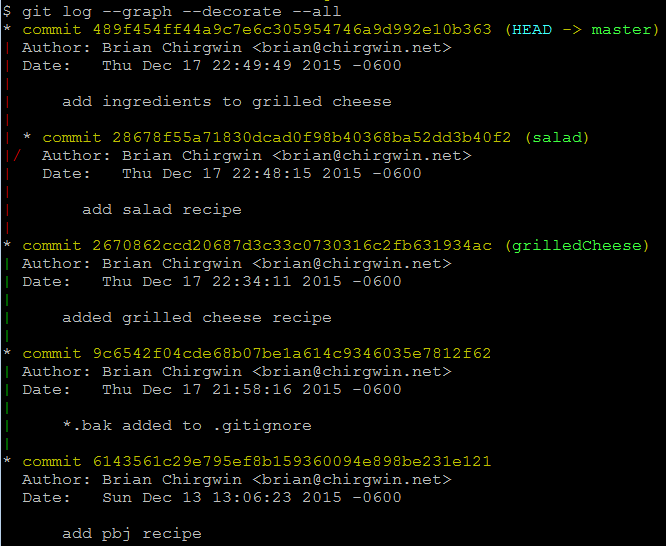 $ git log --graph --decorate --all
* commit 489f454ff44a9c7e6c305954746a9d992e10b363 (HEAD -> master)
| Author: Brian Chirgwin <brian@chirgwin.net>
| Date:   Thu Dec 17 22:49:49 2015 -0600
|
|     add ingredients to grilled cheese
|
| * commit 28678f55a71830dcad0f98b40368ba52dd3b40f2 (salad)
|/  Author: Brian Chirgwin <brian@chirgwin.net>
|   Date:   Thu Dec 17 22:48:15 2015 -0600
|
|       add salad recipe
|
* commit 2670862ccd20687d3c33c0730316c2fb631934ac (grilledCheese)
| Author: Brian Chirgwin <brian@chirgwin.net>
| Date:   Thu Dec 17 22:34:11 2015 -0600
|
|     added grilled cheese recipe
|
* commit 9c6542f04cde68b07be1a614c9346035e7812f62
| Author: Brian Chirgwin <brian@chirgwin.net>
| Date:   Thu Dec 17 21:58:16 2015 -0600
|
|     *.bak added to .gitignore
|
* commit 6143561c29e795ef8b159360094e898be231e121
  Author: Brian Chirgwin <brian@chirgwin.net>
  Date:   Sun Dec 13 13:06:23 2015 -0600

      add pbj recipe